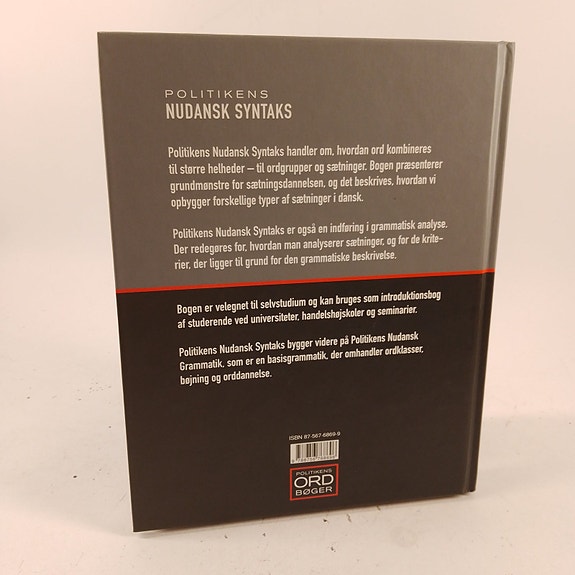 POLITIKENS
NUDANSK SYNTAKS
Politikens Nudansk Syntaks handler om, hvordan ord kombineres
til større helheder – til ordgrupper og sætninger. Bogen præsenterer
grundmønstre for sætningsdannelsen, og det beskrives, hvordan vi
opbygger forskellige typer af sætninger i dansk.
Politikens Nudansk Syntaks er også en indføring i grammatisk analyse.
Der redegøres for, hvordan man analyserer sætninger, og for de krite-
rier, der ligger til grund for den grammatiske beskrivelse.
Bogen er velegnet til selvstudium og kan bruges som introduktionsbog
af studerende ved universiteter, handelshøjskoler og seminarier.
Politikens Nudansk Syntaks bygger videre på Politikens Nudansk
Grammatik, som er en basisgrammatik, der omhandler ordklasser,
bøjning og orddannelse.
ISBN 87-567-6869-9
POLITIKENS
ORD
BØGER